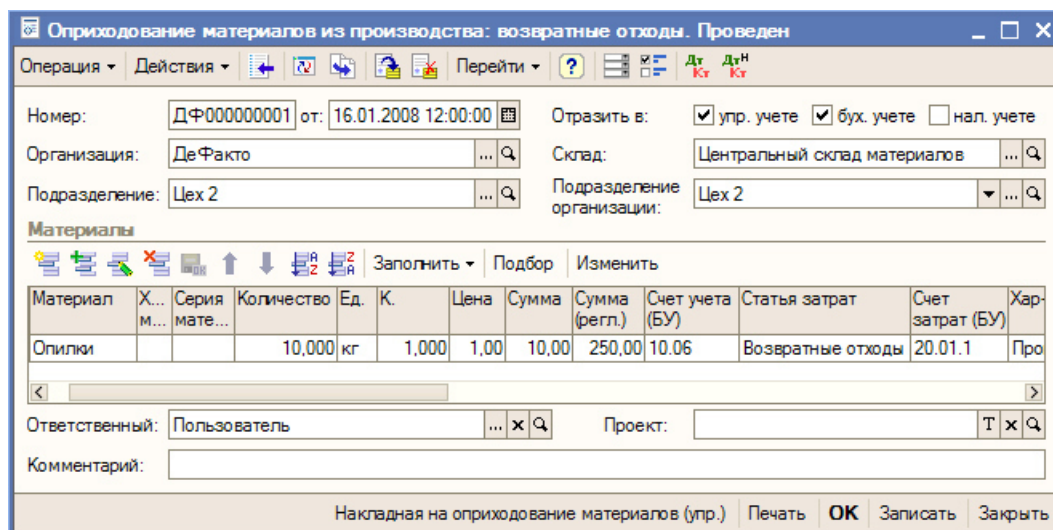 Оприходование материалов из производства: возвратные отходы. Проведен
Операция Действия Перейти ? Дт Кт ДтН Кт
Номер: ДФ000000001 от: 16.01.2008 12:00:00 Отразить в: упр. учете бух. учете нал. учете
Организация: ДеФакто ... Склад: Центральный склад материалов ...
Подразделение: Цех 2 ... Подразделение организации: Цех 2 ...
Материалы
Заполнить Подбор Изменить
Материал Х... м... Серия мате... Количество Ед. К. Цена Сумма Сумма (регл.) Счет учета (БУ) Статья затрат Счет затрат (БУ) Хар-
Опилки 10,000 кг 1,000 1,00 10,00 250,00 10.06 Возвратные отходы 20.01.1 Про
Ответственный: Пользователь ... x Проект: T x
Комментарий:
Накладная на оприходование материалов (упр.) Печать OK Записать Закрыть